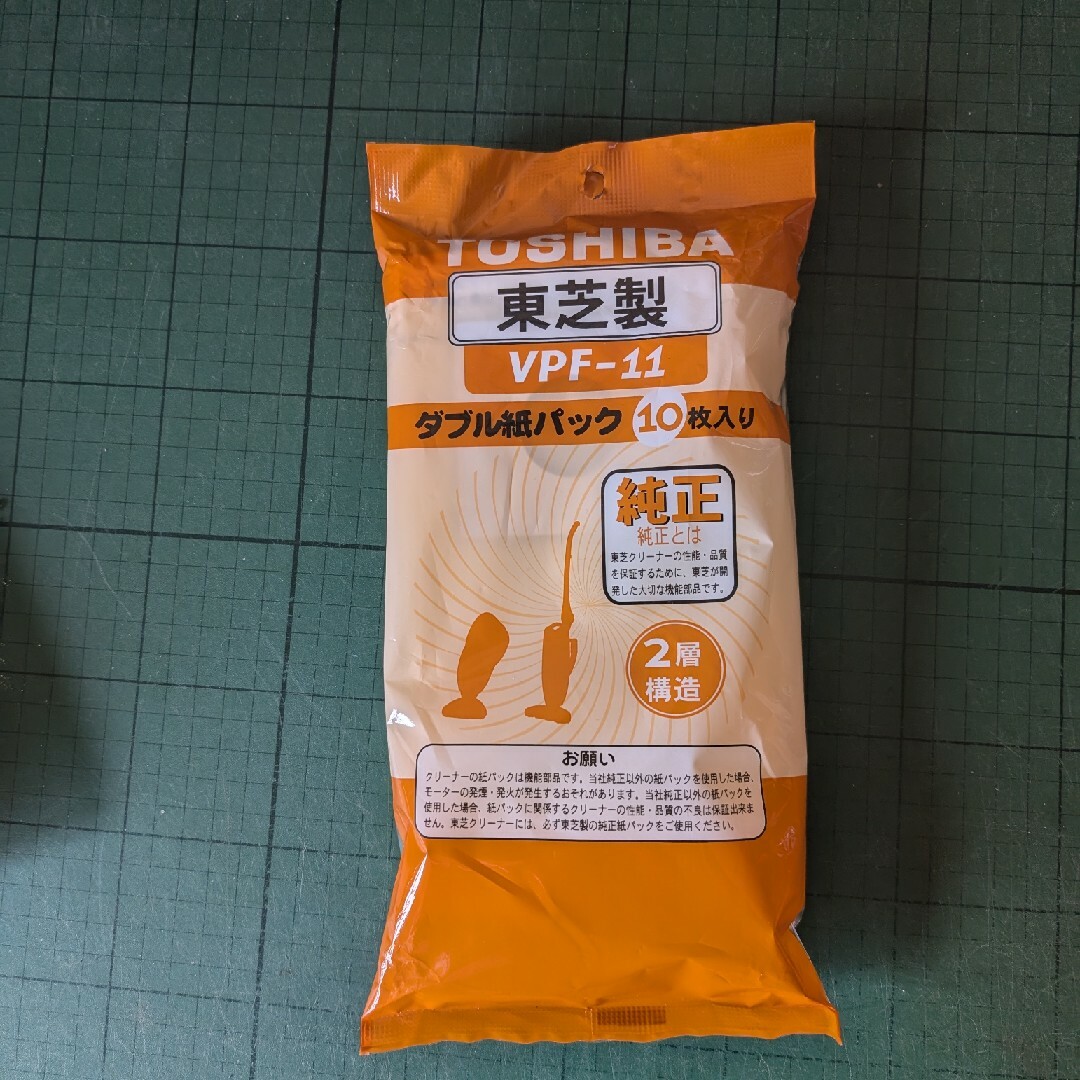 TOSHIBA
東芝製
VPF-11
ダブル紙パック 10枚入り
純正
純正とは
東芝クリーナーの性能・品質
を保証するために、東芝が開
発した大切な機能部品です。
2層
構造
お願い
クリーナーの紙パックは機能部品です。当社純正以外の紙パックを使用した場合、
モーターの発煙・発火が発生するおそれがあります。当社純正以外の紙パックを
使用した場合、紙パックに関係するクリーナーの性能・品質の不良は保証出来ま
せん。東芝クリーナーには、必ず東芝製の純正紙パックをご使用ください。